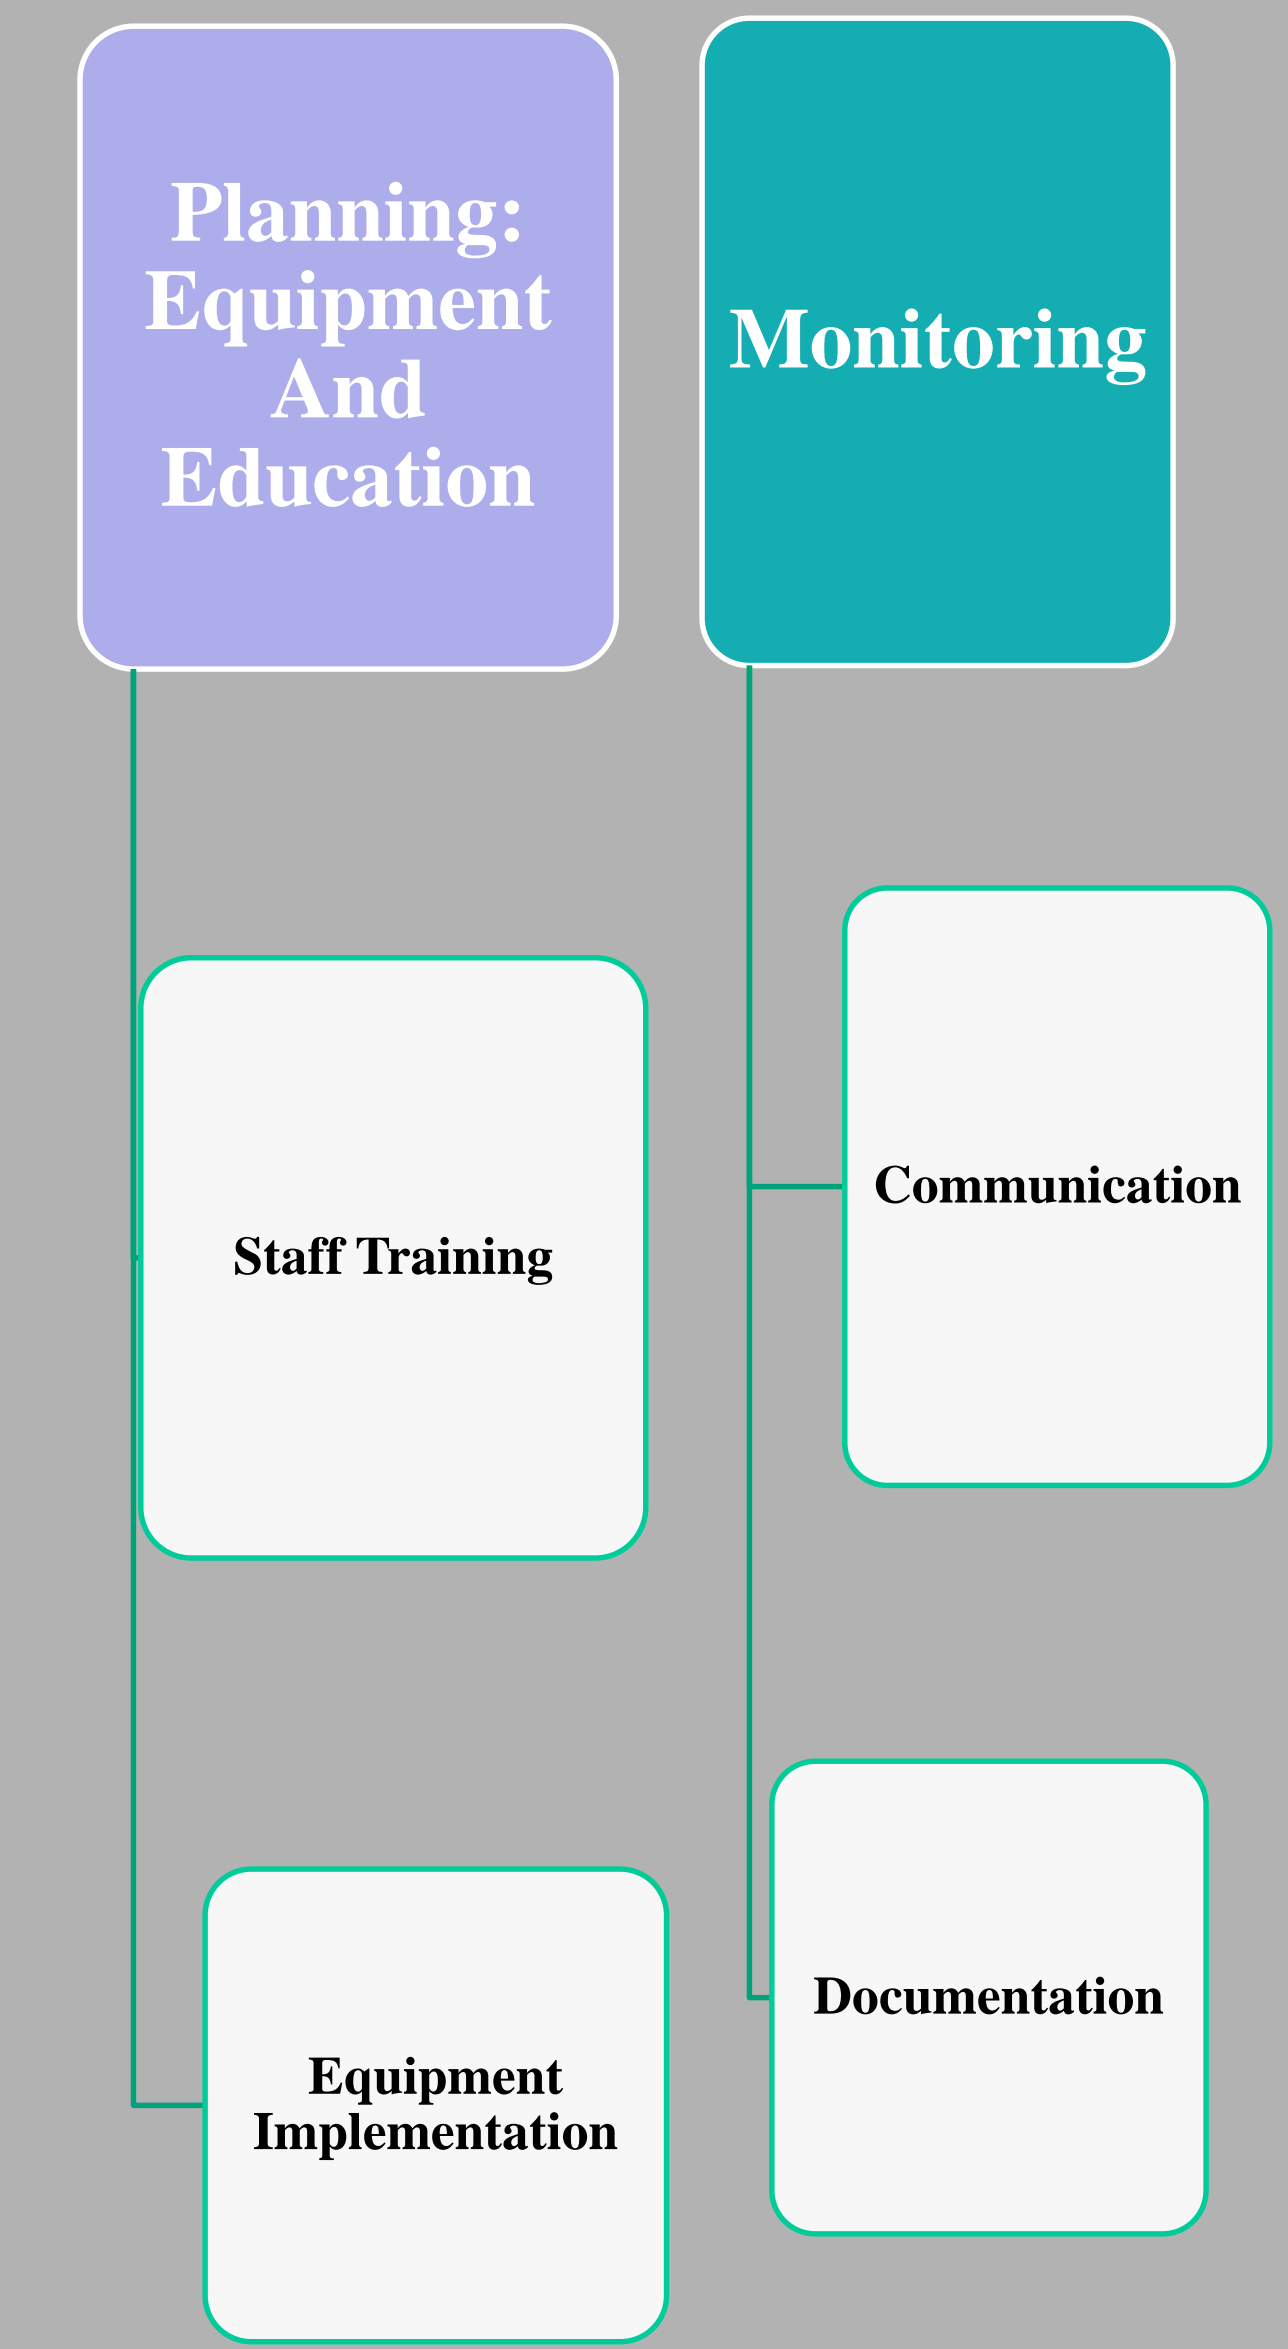 Planning:
Equipment
And
Education
Monitoring
Staff Training
Communication
Equipment
Implementation
Documentation